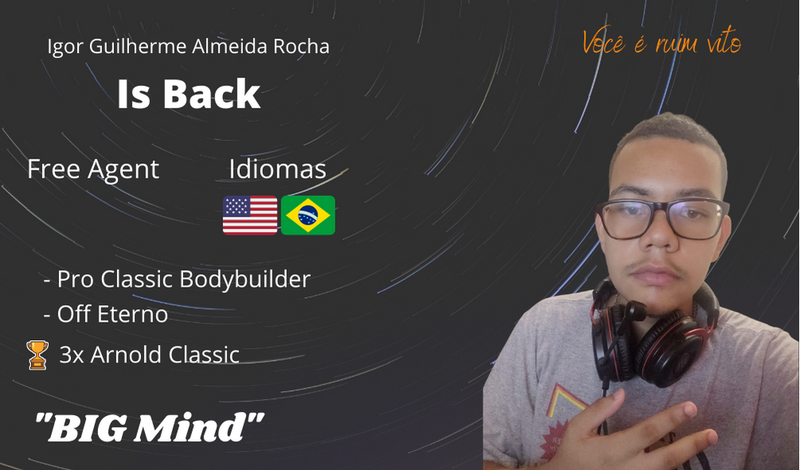 Igor Guilherme Almeida Rocha
Você é ruim vito
Is Back
Free Agent
Idiomas
- Pro Classic Bodybuilder
- Off Eterno
3x Arnold Classic
"BIG Mind"